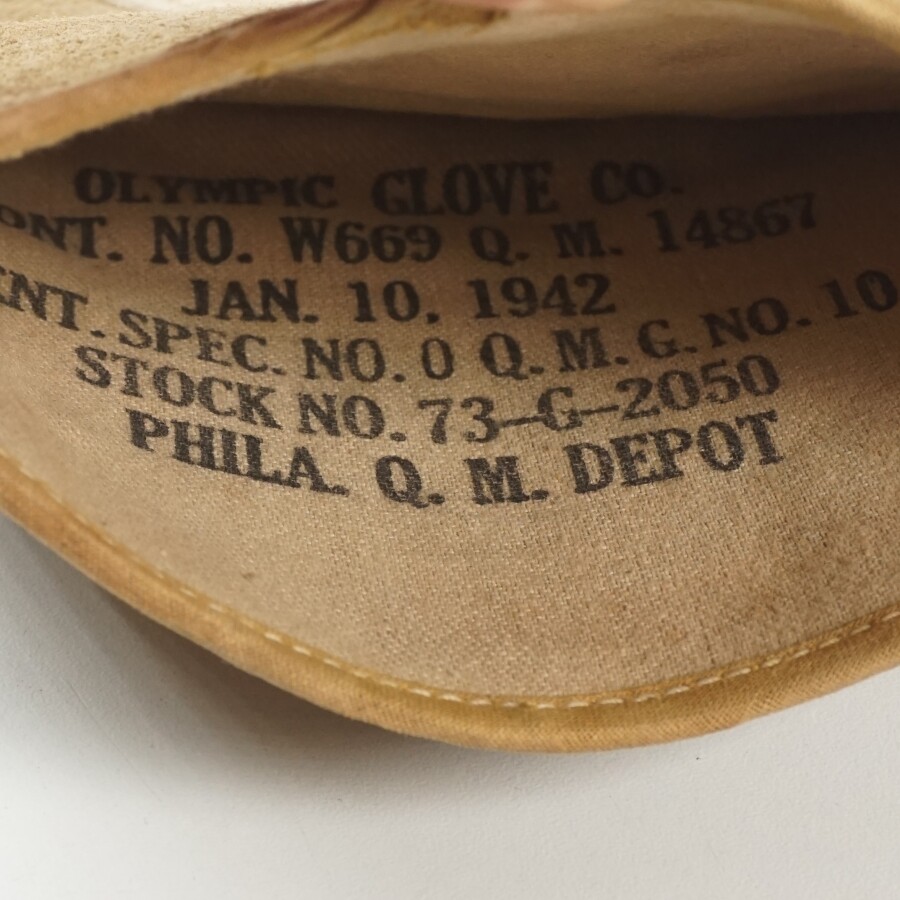 OLYMPIC GLOVE CO.
ONT. NO. W669 Q. M. 14867
JAN. 10, 1942
ENT. SPEC. NO. 0 Q. M. G. NO. 10
STOCK NO. 73-G-2050
PHILA. Q. M. DEPOT